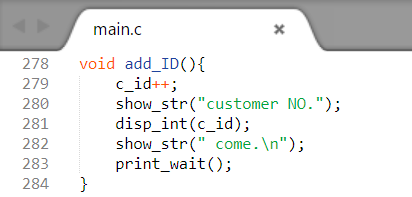 main.c
278 void add_ID(){
279     c_id++;
280     show_str("customer NO.");
281     disp_int(c_id);
282     show_str(" come.\n");
283     print_wait();
284 }